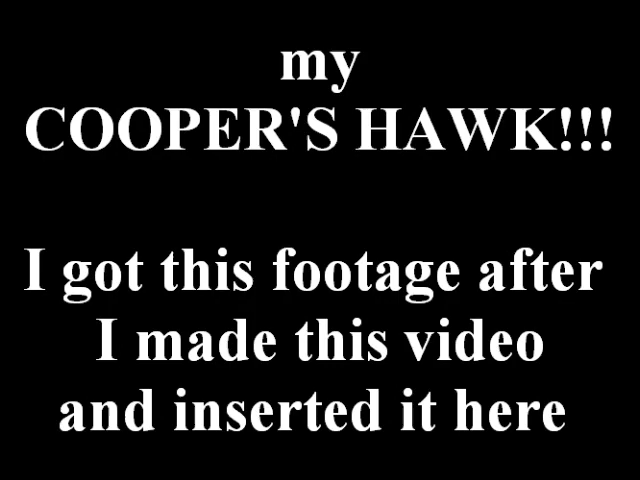 my
COOPER'S HAWK!!!
I got this footage after
I made this video
and inserted it here